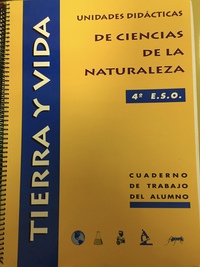 TIERRA Y VIDA
UNIDADES DIDÁCTICAS
DE CIENCIAS
DE LA
NATURALEZA
4º E.S.O.
CUADERNO
DE TRABAJO
DEL ALUMNO